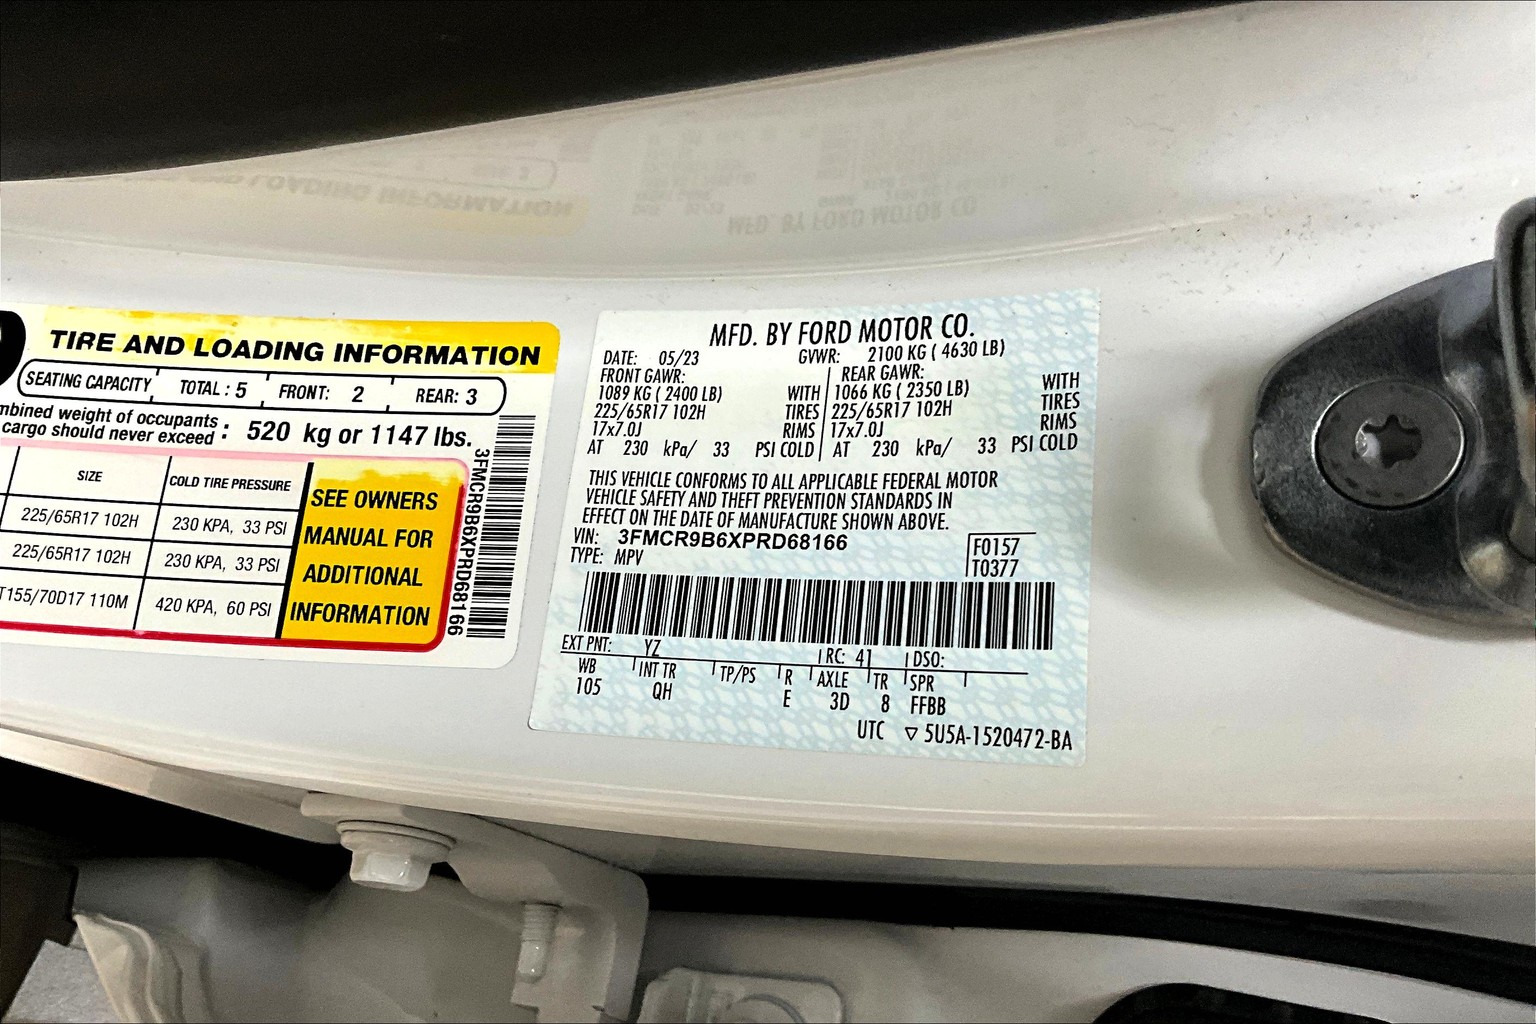 TIRE AND LOADING INFORMATION
SEATING CAPACITY TOTAL : 5 FRONT: 2 REAR: 3
of occupants
cargo should never exceed : 520 kg or 1147 lbs.
SIZE COLD TIRE PRESSURE
225/65R17 102H 230 KPA, 33 PSI
225/65R17 102H 230 KPA, 33 PSI
T155/70D17 110M 420 KPA, 60 PSI
SEE OWNERS
MANUAL FOR
ADDITIONAL
INFORMATION
3FMCR9B6XPRD68166
MFD. BY FORD MOTOR CO.
DATE: 05/23 GVWR: 2100 KG ( 4630 LB)
FRONT GAWR: REAR GAWR:
1089 KG ( 2400 LB) WITH 1066 KG ( 2350 LB) WITH
225/65R17 102H TIRES 225/65R17 102H TIRES
17x7.0J RIMS 17x7.0J RIMS
AT 230 kPa/ 33 PSI COLD AT 230 kPa/ 33 PSI COLD
THIS VEHICLE CONFORMS TO ALL APPLICABLE FEDERAL MOTOR
VEHICLE SAFETY AND THEFT PREVENTION STANDARDS IN
EFFECT ON THE DATE OF MANUFACTURE SHOWN ABOVE.
VIN: 3FMCR9B6XPRD68166 F0157
TYPE: MPV T0377
EXT PNT: YZ RC: 41 DSO:
WB INT TR TP/PS R AXLE TR SPR
105 QH E 3D 8 FFBB
UTC ▽ 5U5A-1520472-BA